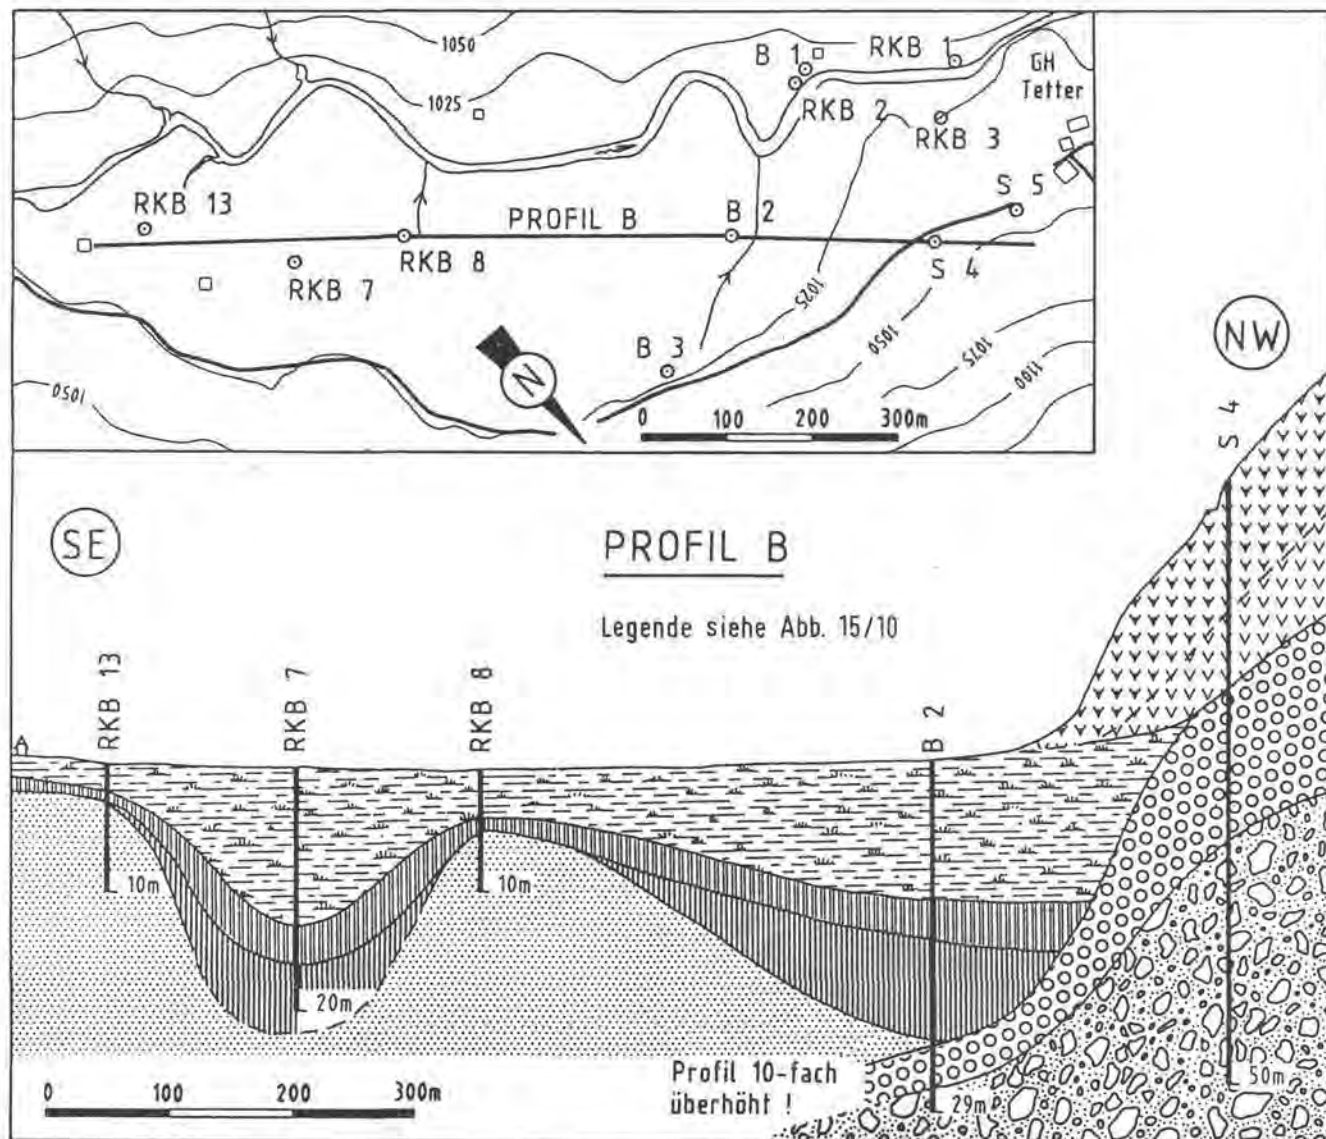 1050
1025
B 1
RKB 1
GH
Tetter
RKB 2
RKB 3
RKB 13
S 5
PROFIL B
B 2
RKB 8
S 4
RKB 7
1025
B 3
1050
1075
1100
1050
N
0 100 200 300m
NW
SE
PROFIL B
Legende siehe Abb. 15/10
S 4
RKB 13
RKB 7
RKB 8
B 2
10m
10m
20m
0 100 200 300m
Profil 10-fach
überhöht !
29m
50m